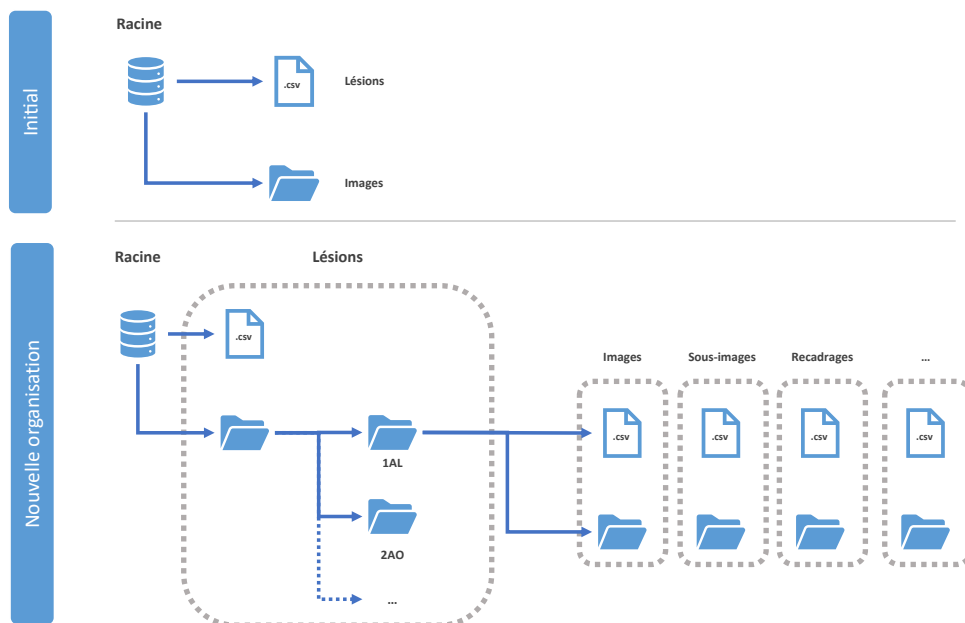 Initial
Racine
.csv
Lésions
Images
Nouvelle organisation
Racine
Lésions
.csv
Images
Sous-images
Recadrages
...
1AL
.csv
.csv
.csv
.csv
2AO
...